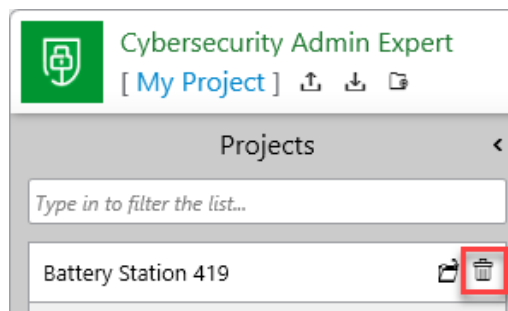 Cybersecurity Admin Expert
[ My Project ]
Projects
Type in to filter the list...
Battery Station 419